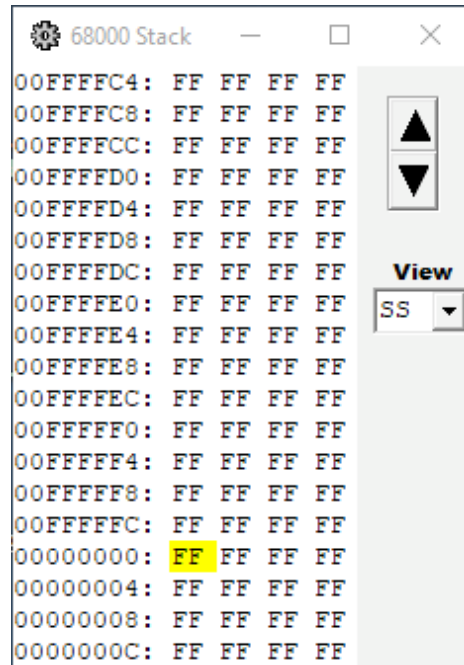 68000 Stack
00FFFFC4: FF FF FF FF
00FFFFC8: FF FF FF FF
00FFFFCC: FF FF FF FF
00FFFFD0: FF FF FF FF
00FFFFD4: FF FF FF FF
00FFFFD8: FF FF FF FF
00FFFFDC: FF FF FF FF
00FFFFE0: FF FF FF FF
00FFFFE4: FF FF FF FF
00FFFFE8: FF FF FF FF
00FFFFEC: FF FF FF FF
00FFFFF0: FF FF FF FF
00FFFFF4: FF FF FF FF
00FFFFF8: FF FF FF FF
00FFFFFC: FF FF FF FF
00000000: FF FF FF FF
00000004: FF FF FF FF
00000008: FF FF FF FF
0000000C: FF FF FF FF
View
SS